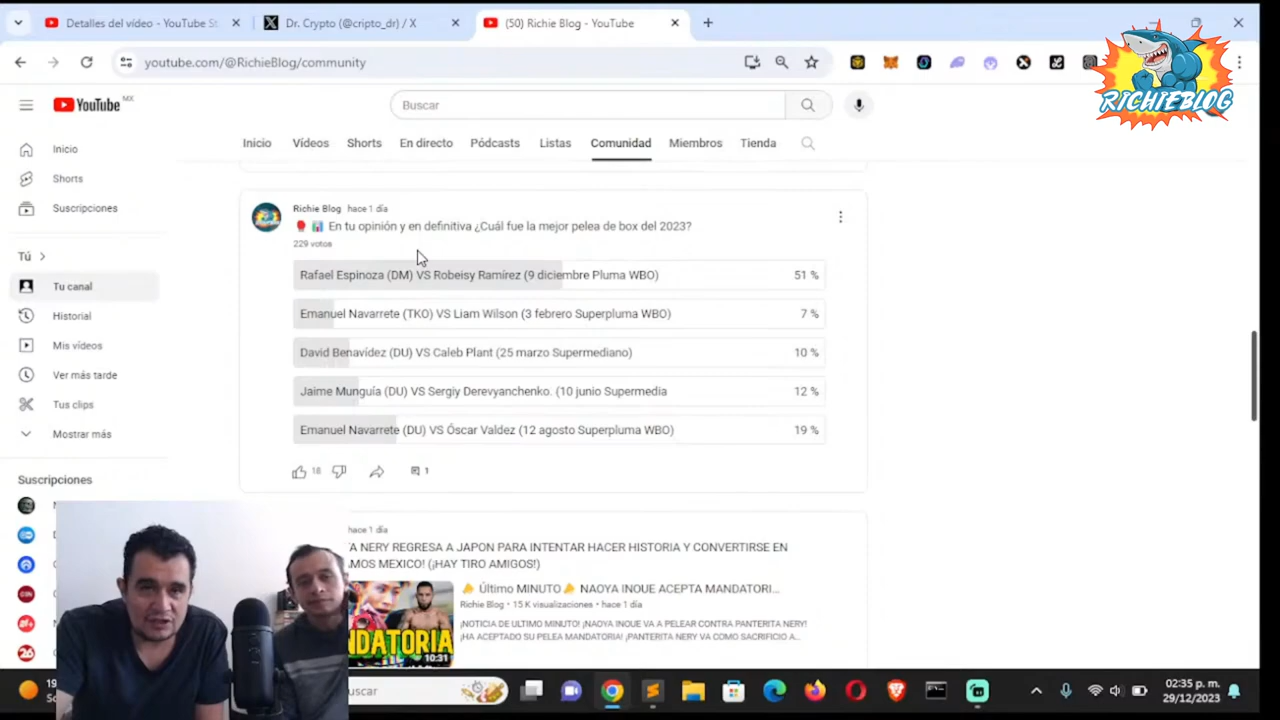 Detalles del vídeo - YouTube St
Dr. Crypto (@cripto_dr) / X
(50) Richie Blog - YouTube
youtube.com/@RichieBlog/community
RICHIEBLOG
YouTube MX
Buscar
Inicio
Vídeos
Shorts
En directo
Pódcasts
Listas
Comunidad
Miembros
Tienda
Inicio
Shorts
Suscripciones
Tú
Tu canal
Historial
Mis vídeos
Ver más tarde
Tus clips
Mostrar más
Suscripciones
Richie Blog hace 1 día
En tu opinión y en definitiva ¿Cuál fue la mejor pelea de box del 2023?
229 votos
Rafael Espinoza (DM) VS Robeisy Ramírez (9 diciembre Pluma WBO) 51 %
Emanuel Navarrete (TKO) VS Liam Wilson (3 febrero Superpluma WBO) 7 %
David Benavídez (DU) VS Caleb Plant (25 marzo Supermediano) 10 %
Jaime Munguía (DU) VS Sergiy Derevyanchenko. (10 junio Supermedia 12 %
Emanuel Navarrete (DU) VS Óscar Valdez (12 agosto Superpluma WBO) 19 %
18
1
hace 1 día
A NERY REGRESA A JAPON PARA INTENTAR HACER HISTORIA Y CONVERTIRSE EN
AMOS MEXICO! (¡HAY TIRO AMIGOS!)
Último MINUTO NAOYA INOUE ACEPTA MANDATORI...
Richie Blog • 15 K visualizaciones • hace 1 día
¡NOTICIA DE ULTIMO MINUTO! ¡NAOYA INOUE VA A PELEAR CONTRA PANTERITA NERY!
¡HA ACEPTADO SU PELEA MANDATORIA! ¡PANTERITA NERY VA COMO SACRIFICIO A...
NDATORIA
10:31
19
So
uscar
02:35 p. m.
29/12/2023